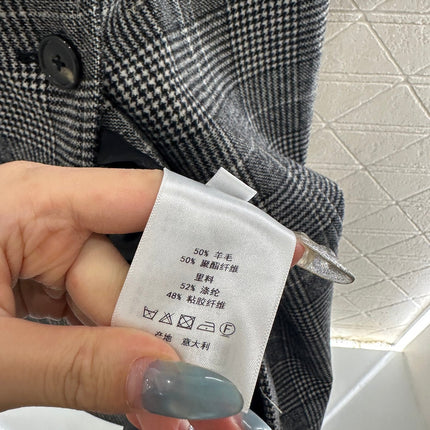 50% 羊毛
50% 聚酯纤维
里料
52% 涤纶
48% 粘胶纤维
产地 意大利